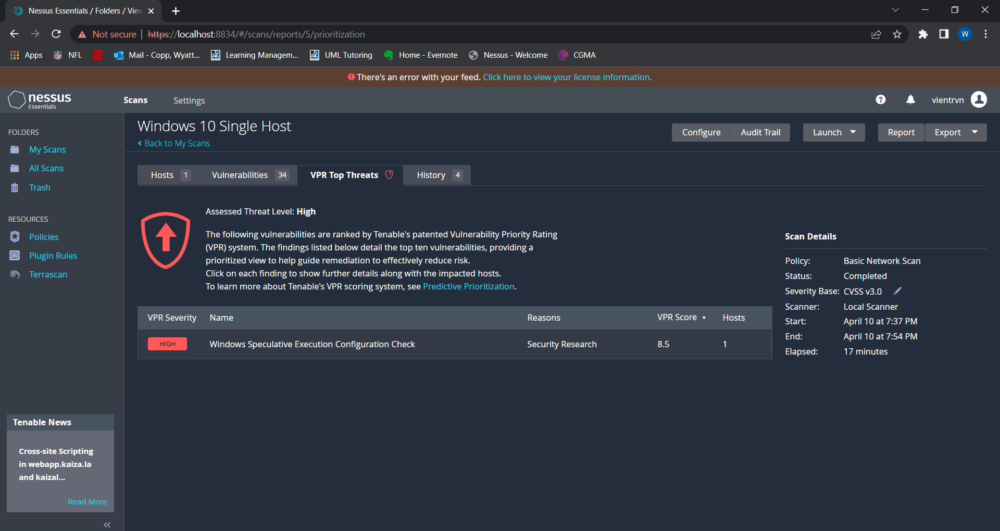 Nessus Essentials / Folders / View
Not secure | https://localhost:8834/#/scans/reports/5/prioritization
W
Apps NFL Mail - Copp, Wyatt... Learning Managem... UML Tutoring Home - Evernote Nessus - Welcome CGMA
There's an error with your feed. Click here to view your license information.
nessus
Essentials
Scans Settings
vientrvn
FOLDERS
My Scans
All Scans
Trash
RESOURCES
Policies
Plugin Rules
Terrascan
Tenable News
Cross-site Scripting
in webapp.kaiza.la
and kaizal...
Read More
Windows 10 Single Host
Back to My Scans
Configure Audit Trail Launch Report Export
Hosts 1 Vulnerabilities 34 VPR Top Threats History 4
Assessed Threat Level: High
The following vulnerabilities are ranked by Tenable's patented Vulnerability Priority Rating
(VPR) system. The findings listed below detail the top ten vulnerabilities, providing a
prioritized view to help guide remediation to effectively reduce risk.
Click on each finding to show further details along with the impacted hosts.
To learn more about Tenable's VPR scoring system, see Predictive Prioritization.
VPR Severity Name Reasons VPR Score Hosts
HIGH Windows Speculative Execution Configuration Check Security Research 8.5 1
Scan Details
Policy: Basic Network Scan
Status: Completed
Severity Base: CVSS v3.0
Scanner: Local Scanner
Start: April 10 at 7:37 PM
End: April 10 at 7:54 PM
Elapsed: 17 minutes